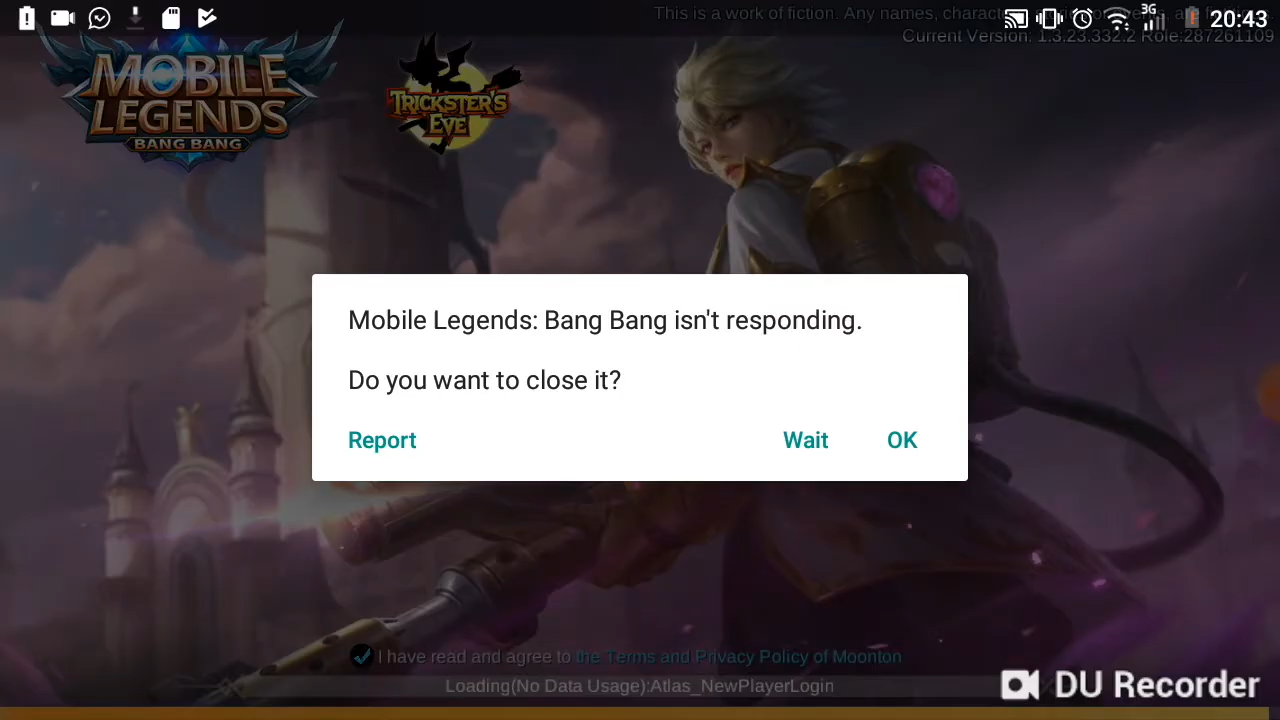 This is a work of fiction. Any names, charact
3G
20:43
Current Version: 1.3.23.332.2 Role:287261109
MOBILE
LEGENDS
BANG BANG
TRICKSTER'S
EVE
Mobile Legends: Bang Bang isn't responding.
Do you want to close it?
Report
Wait
OK
I have read and agree to the Terms and Privacy Policy of Moonton
Loading(No Data Usage):Atlas_NewPlayerLogin
DU Recorder